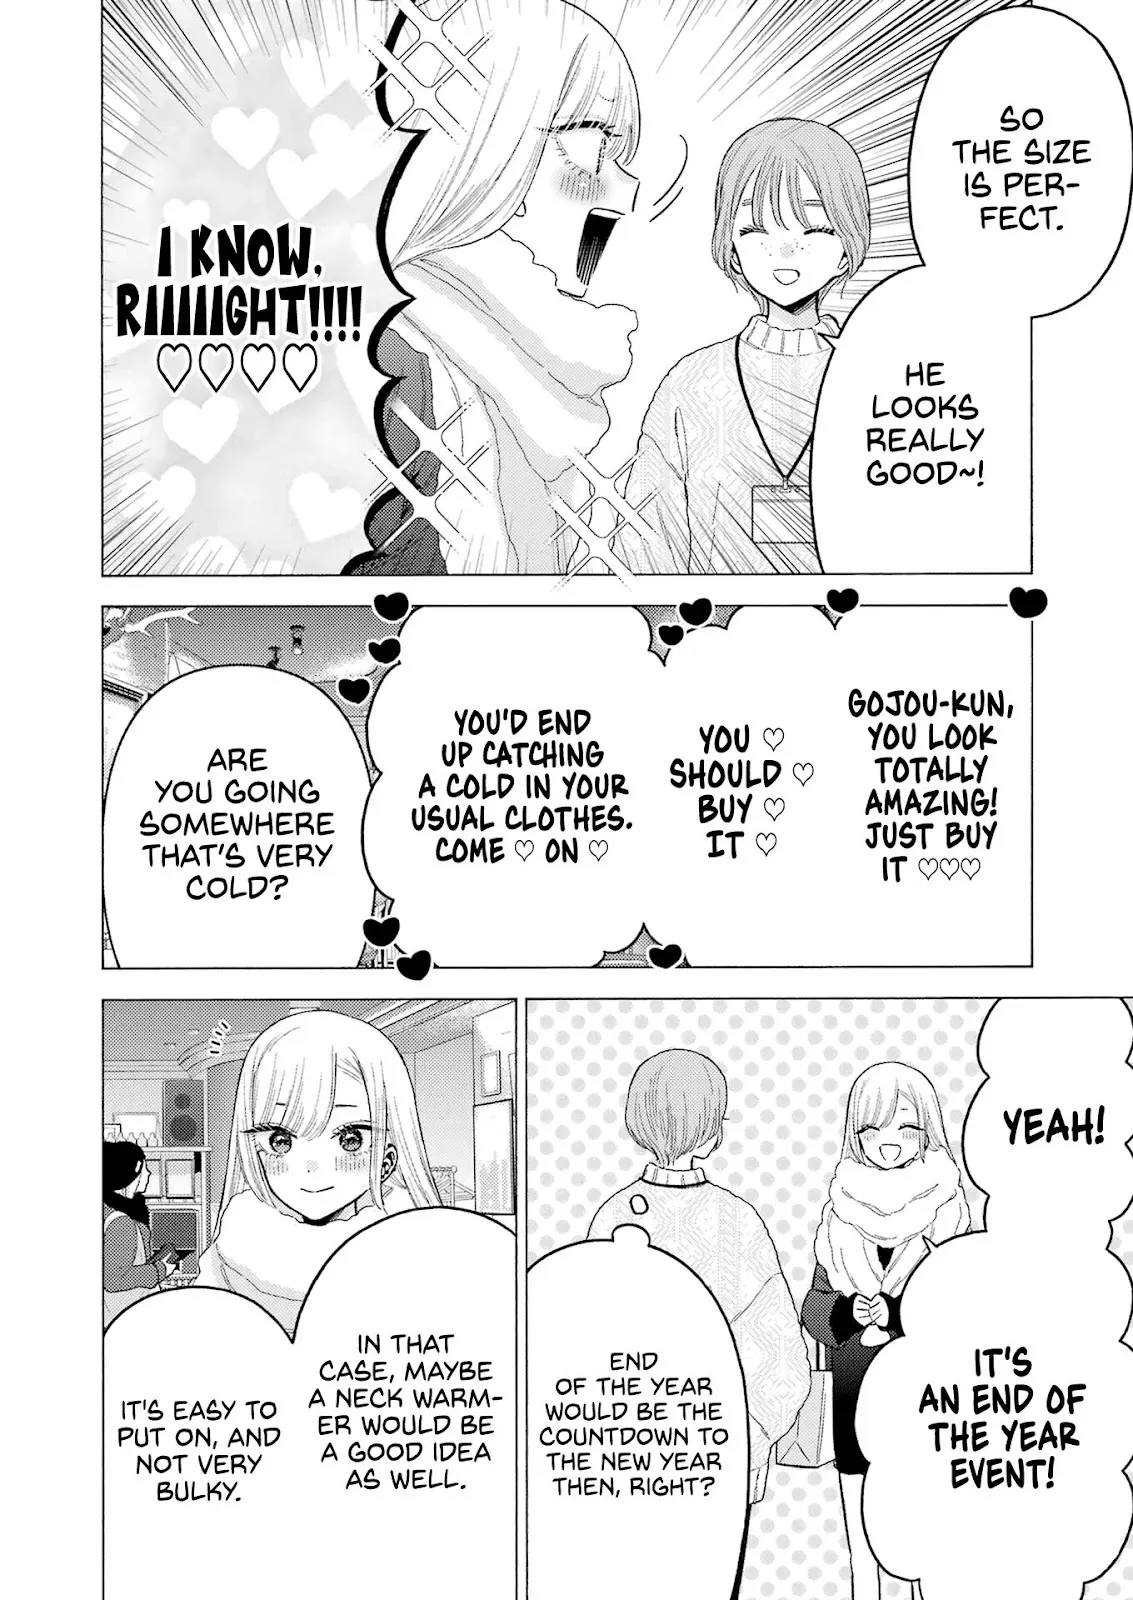 SO
THE SIZE
IS PER-
FECT.
HE
LOOKS
REALLY
GOOD~!
I KNOW,
RIIIIIGHT!!!!
♡♡♡♡
GOJOU-KUN,
YOU LOOK
TOTALLY
AMAZING!
JUST BUY
IT ♡♡♡
YOU ♡
SHOULD ♡
BUY ♡
IT ♡
YOU'D END
UP CATCHING
A COLD IN YOUR
USUAL CLOTHES.
COME ♡ ON ♡
ARE
YOU GOING
SOMEWHERE
THAT'S VERY
COLD?
YEAH!
IT'S
AN END OF
THE YEAR
EVENT!
END
OF THE YEAR
WOULD BE THE
COUNTDOWN TO
THE NEW YEAR
THEN, RIGHT?
IN THAT
CASE, MAYBE
A NECK WARM-
ER WOULD BE
A GOOD IDEA
AS WELL.
IT'S EASY TO
PUT ON, AND
NOT VERY
BULKY.